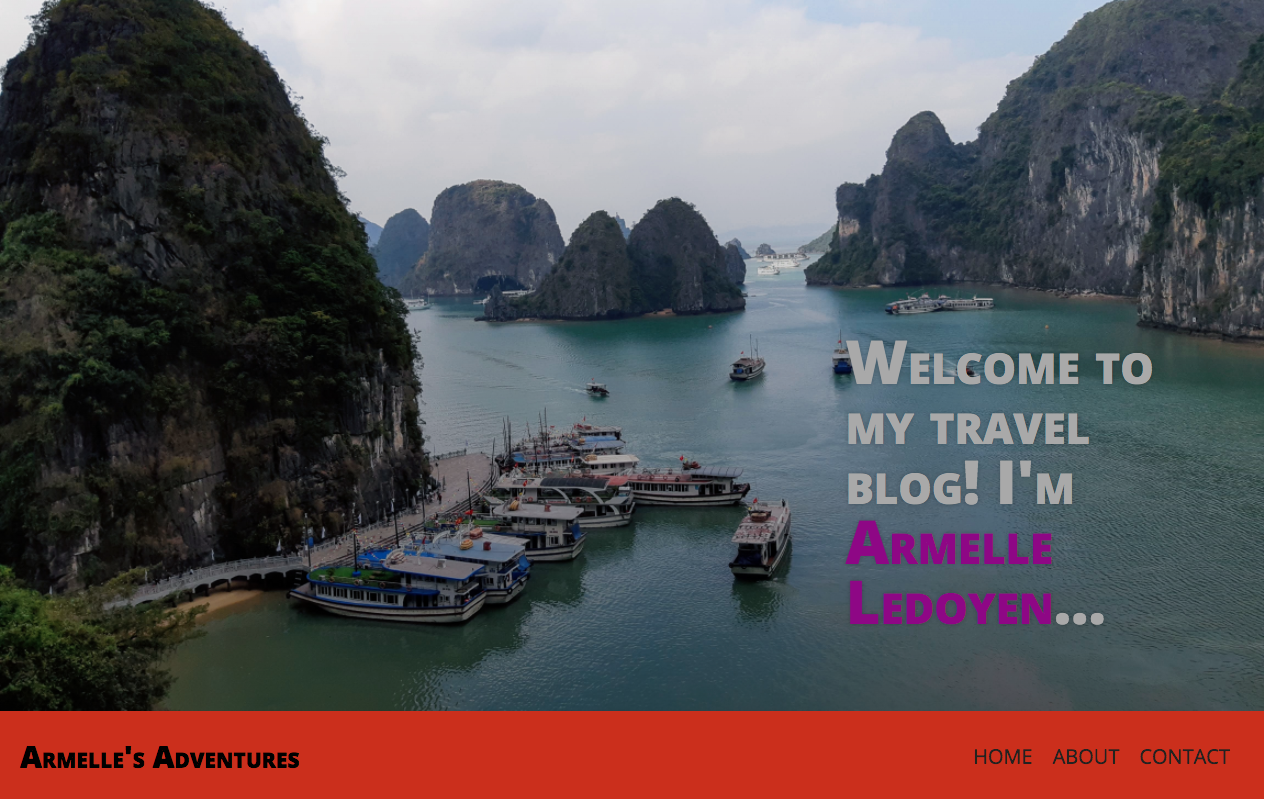 Welcome to
my travel
blog! I'm
Armelle
Ledoyen...
Armelle's Adventures
HOME ABOUT CONTACT